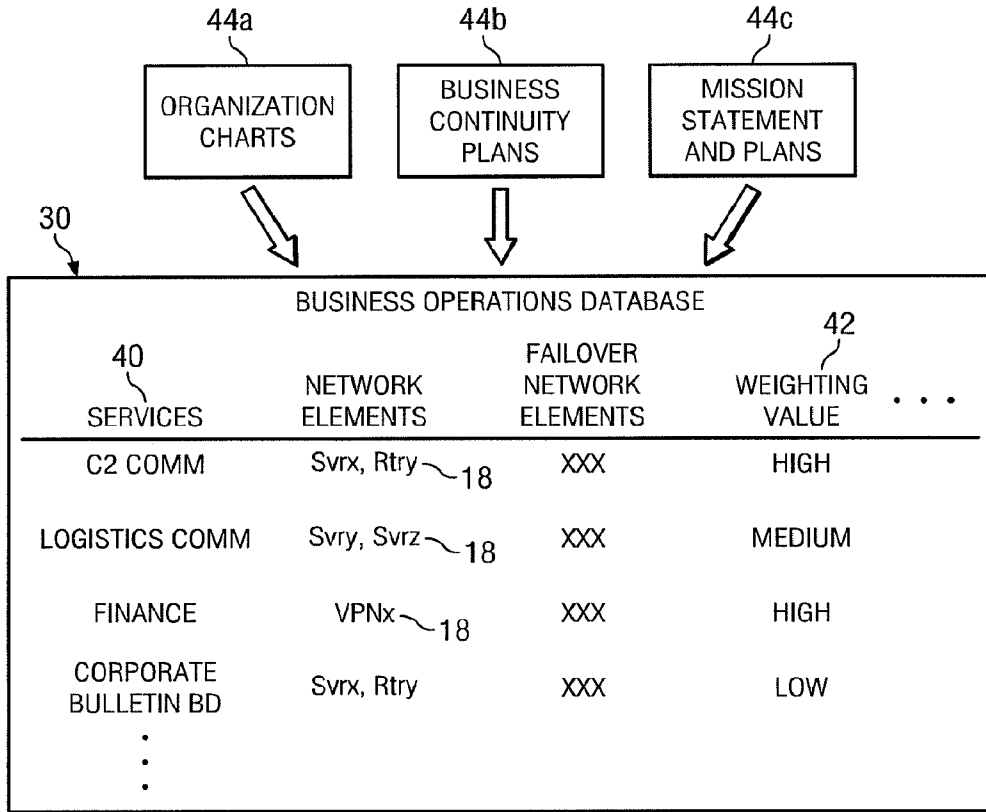 44a 44b 44c
ORGANIZATION CHARTS
BUSINESS CONTINUITY PLANS
MISSION STATEMENT AND PLANS
30
BUSINESS OPERATIONS DATABASE
40 42
SERVICES
NETWORK ELEMENTS
FAILOVER NETWORK ELEMENTS
WEIGHTING VALUE
. . .
C2 COMM Svrx, Rtry 18 XXX HIGH
LOGISTICS COMM Svry, Svrz 18 XXX MEDIUM
FINANCE VPNx 18 XXX HIGH
CORPORATE BULLETIN BD Svrx, Rtry XXX LOW